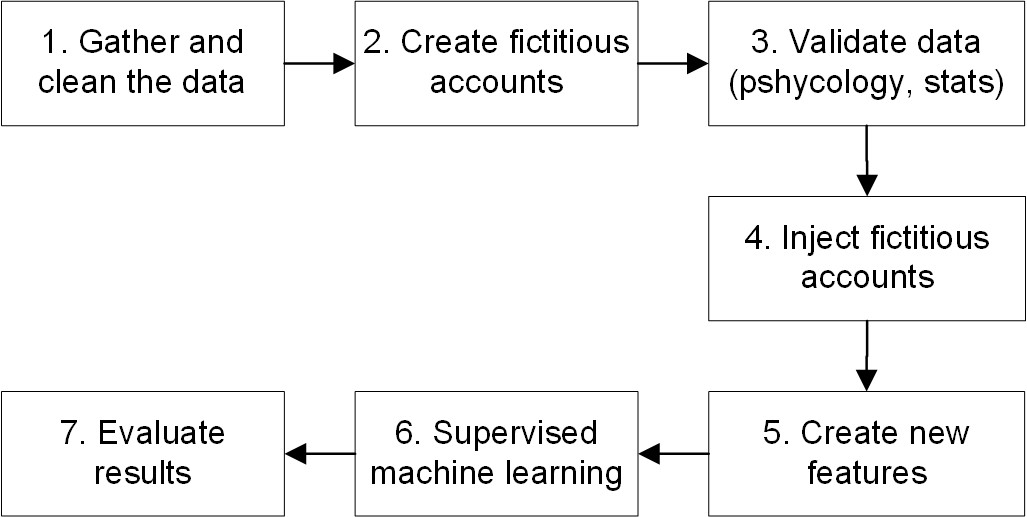 1. Gather and
clean the data
2. Create fictitious
accounts
3. Validate data
(pshycology, stats)
4. Inject fictitious
accounts
5. Create new
features
6. Supervised
machine learning
7. Evaluate
results